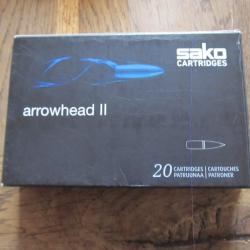 sako
CARTRIDGES
arrowhead II
20 CARTRIDGES | CARTOUCHES
PATRUUNAA | PATRONER